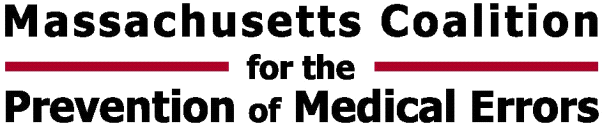 Massachusetts Coalition
for the
Prevention of Medical Errors